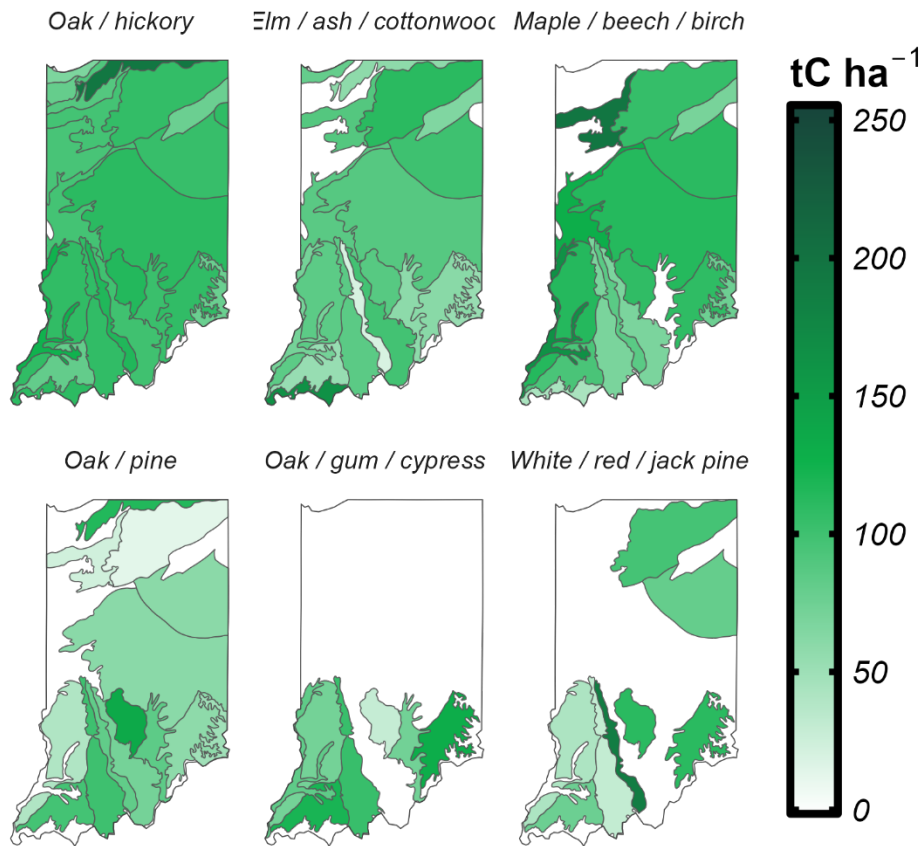 Oak / hickory
Elm / ash / cottonwood
Maple / beech / birch
tC ha⁻¹
250
200
150
100
50
0
Oak / pine
Oak / gum / cypress
White / red / jack pine